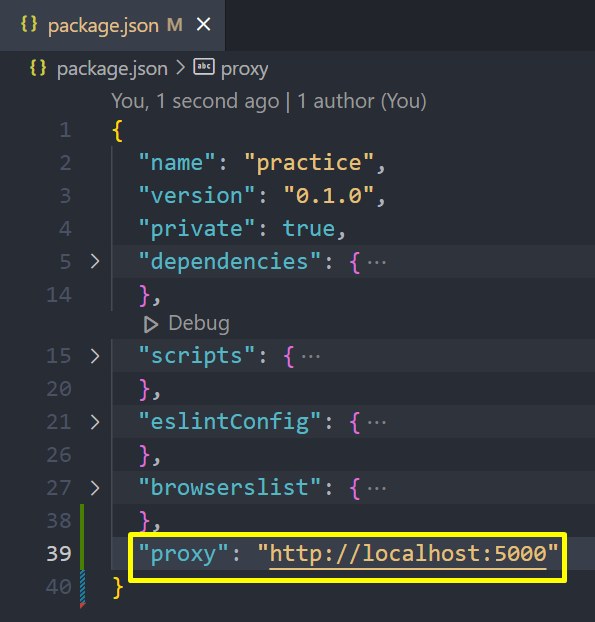 {} package.json M ×
{} package.json > abc proxy
You, 1 second ago | 1 author (You)
1 {
2 "name": "practice",
3 "version": "0.1.0",
4 "private": true,
5 > "dependencies": { ···
14 },
Debug
15 > "scripts": { ···
20 },
21 > "eslintConfig": { ···
26 },
27 > "browserslist": { ···
38 },
39 "proxy": "http://localhost:5000"
40 }